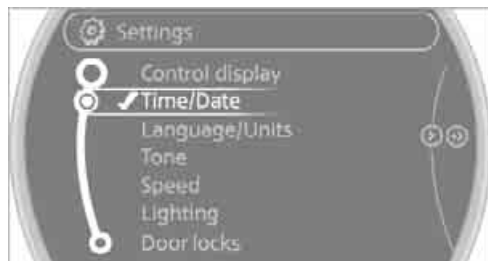 Settings
Control display
Time/Date
Language/Units
Tone
Speed
Lighting
Door locks